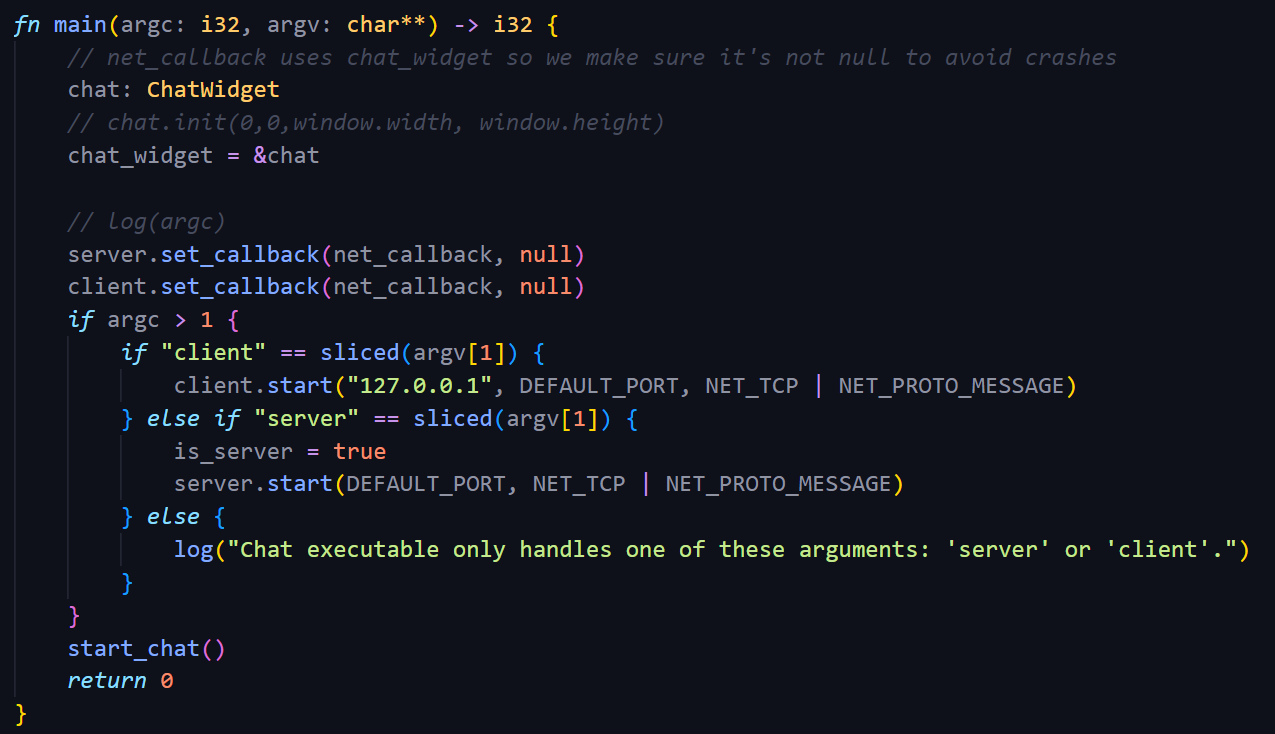 fn main(argc: i32, argv: char**) -> i32 {
    // net_callback uses chat_widget so we make sure it's not null to avoid crashes
    chat: ChatWidget
    // chat.init(0,0,window.width, window.height)
    chat_widget = &chat

    // log(argc)
    server.set_callback(net_callback, null)
    client.set_callback(net_callback, null)
    if argc > 1 {
        if "client" == sliced(argv[1]) {
            client.start("127.0.0.1", DEFAULT_PORT, NET_TCP | NET_PROTO_MESSAGE)
        } else if "server" == sliced(argv[1]) {
            is_server = true
            server.start(DEFAULT_PORT, NET_TCP | NET_PROTO_MESSAGE)
        } else {
            log("Chat executable only handles one of these arguments: 'server' or 'client'.")
        }
    }
    start_chat()
    return 0
}